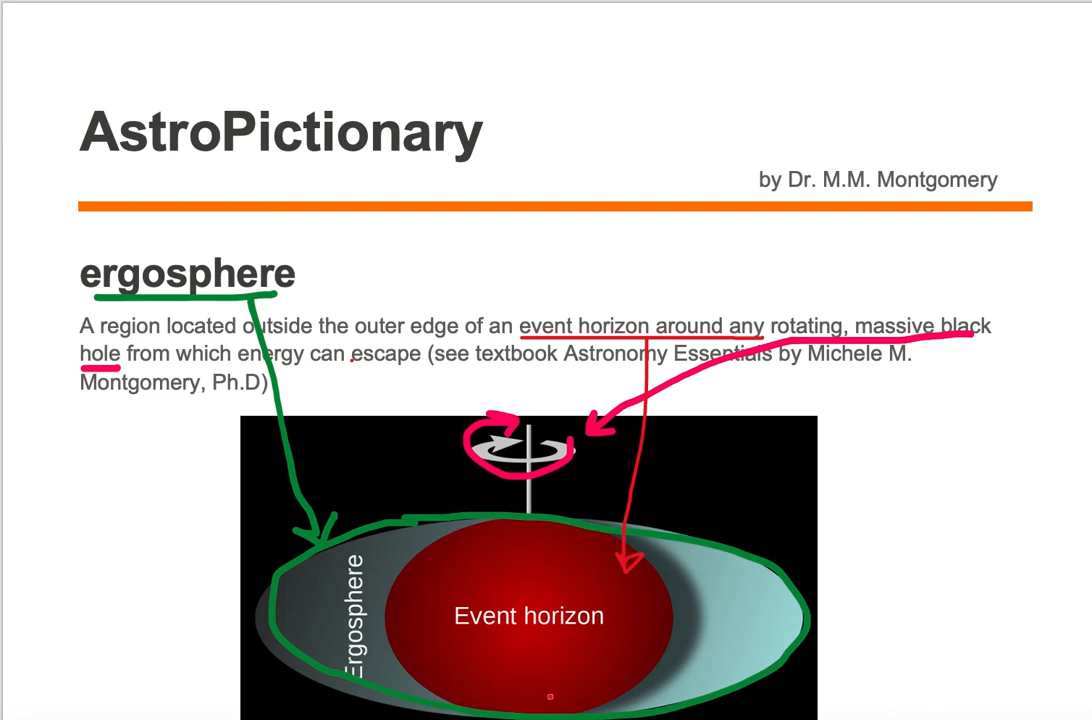 AstroPictionary
by Dr. M.M. Montgomery
ergosphere
A region located outside the outer edge of an event horizon around any rotating, massive black
hole from which energy can escape (see textbook Astronomy Essentials by Michele M.
Montgomery, Ph.D)
Ergosphere
Event horizon